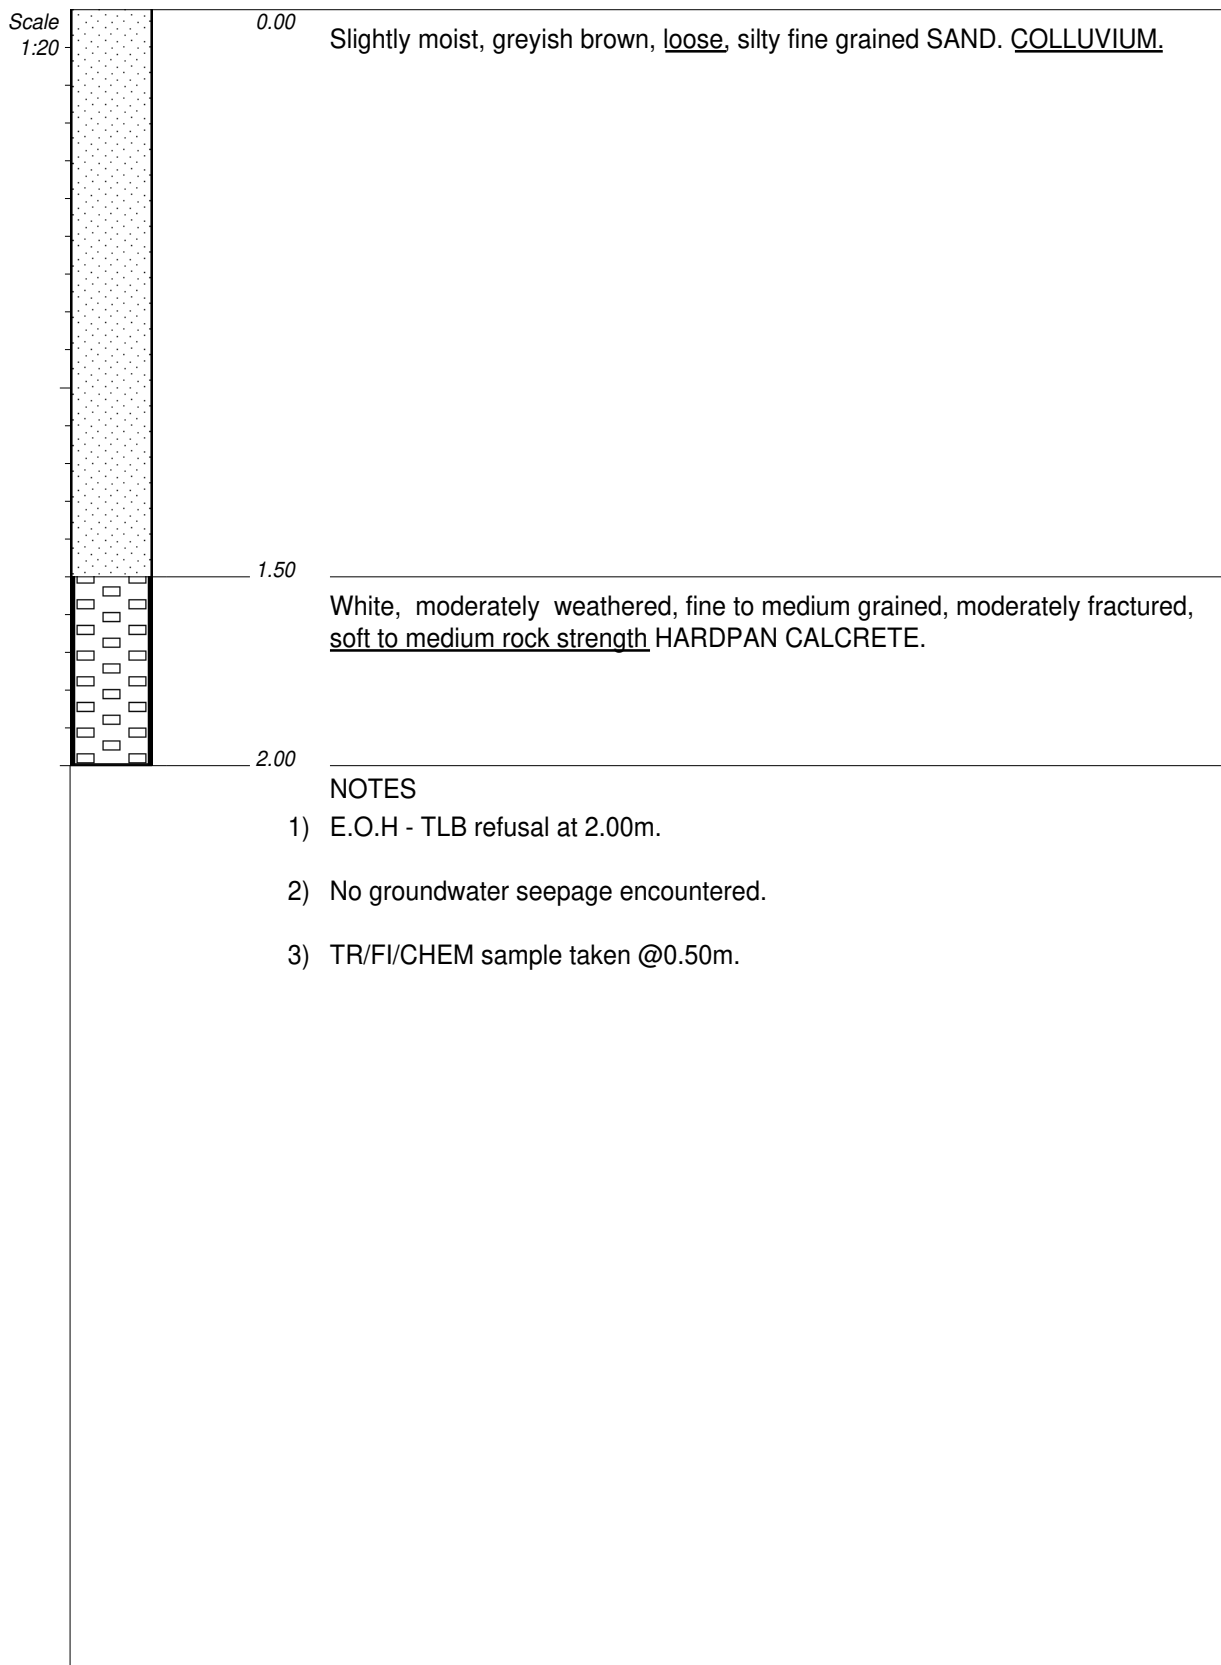 Scale
1:20
0.00
Slightly moist, greyish brown, loose, silty fine grained SAND. COLLUVIUM.
1.50
White, moderately weathered, fine to medium grained, moderately fractured,
soft to medium rock strength HARDPAN CALCRETE.
2.00
NOTES
1) E.O.H - TLB refusal at 2.00m.
2) No groundwater seepage encountered.
3) TR/FI/CHEM sample taken @0.50m.